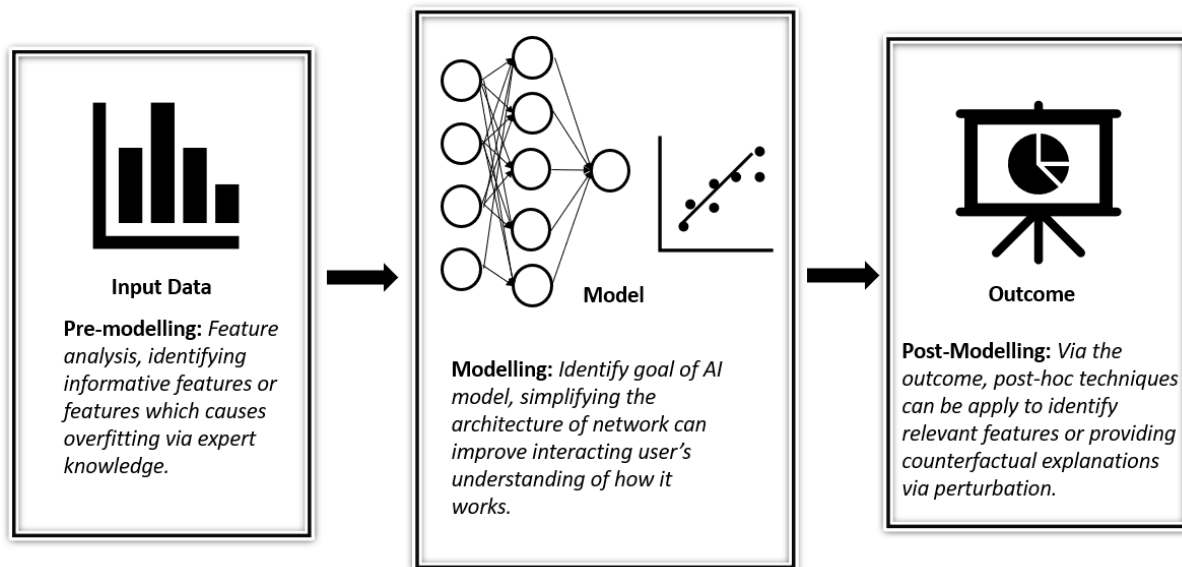 Input Data
Pre-modelling: Feature
analysis, identifying
informative features or
features which causes
overfitting via expert
knowledge.
Model
Modelling: Identify goal of AI
model, simplifying the
architecture of network can
improve interacting user's
understanding of how it
works.
Outcome
Post-Modelling: Via the
outcome, post-hoc techniques
can be apply to identify
relevant features or providing
counterfactual explanations
via perturbation.